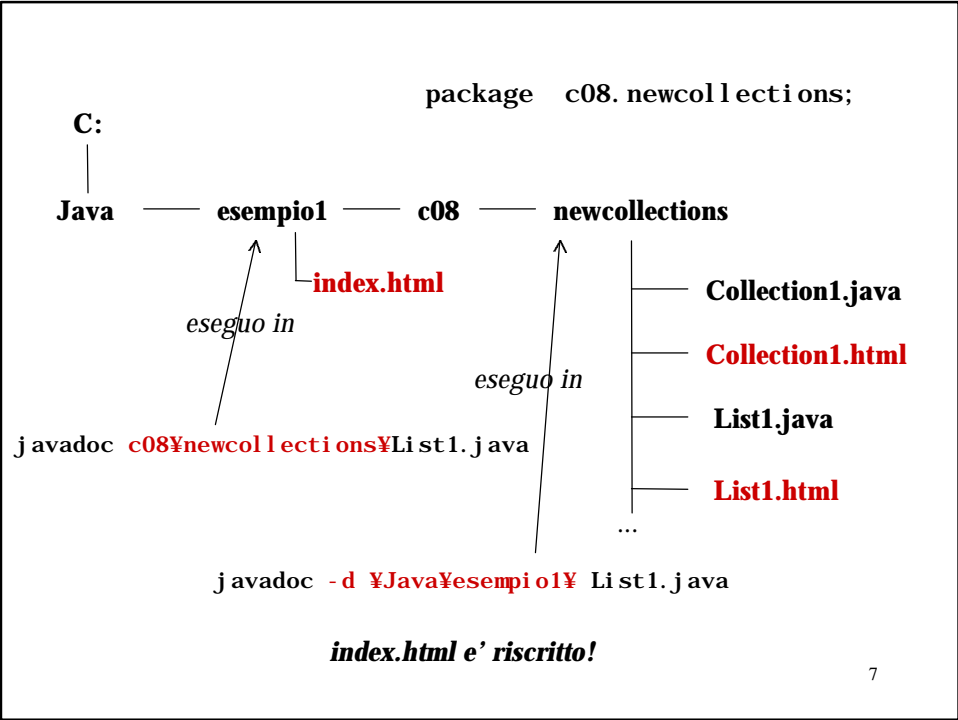 package c08.newcollections;
C:
Java esempio1 c08 newcollections
index.html
Collection1.java
eseguo in
Collection1.html
eseguo in
List1.java
javadoc c08¥newcollections¥List1.java
List1.html
...
javadoc -d ¥Java¥esempio1¥ List1.java
index.html e’ riscritto!
7